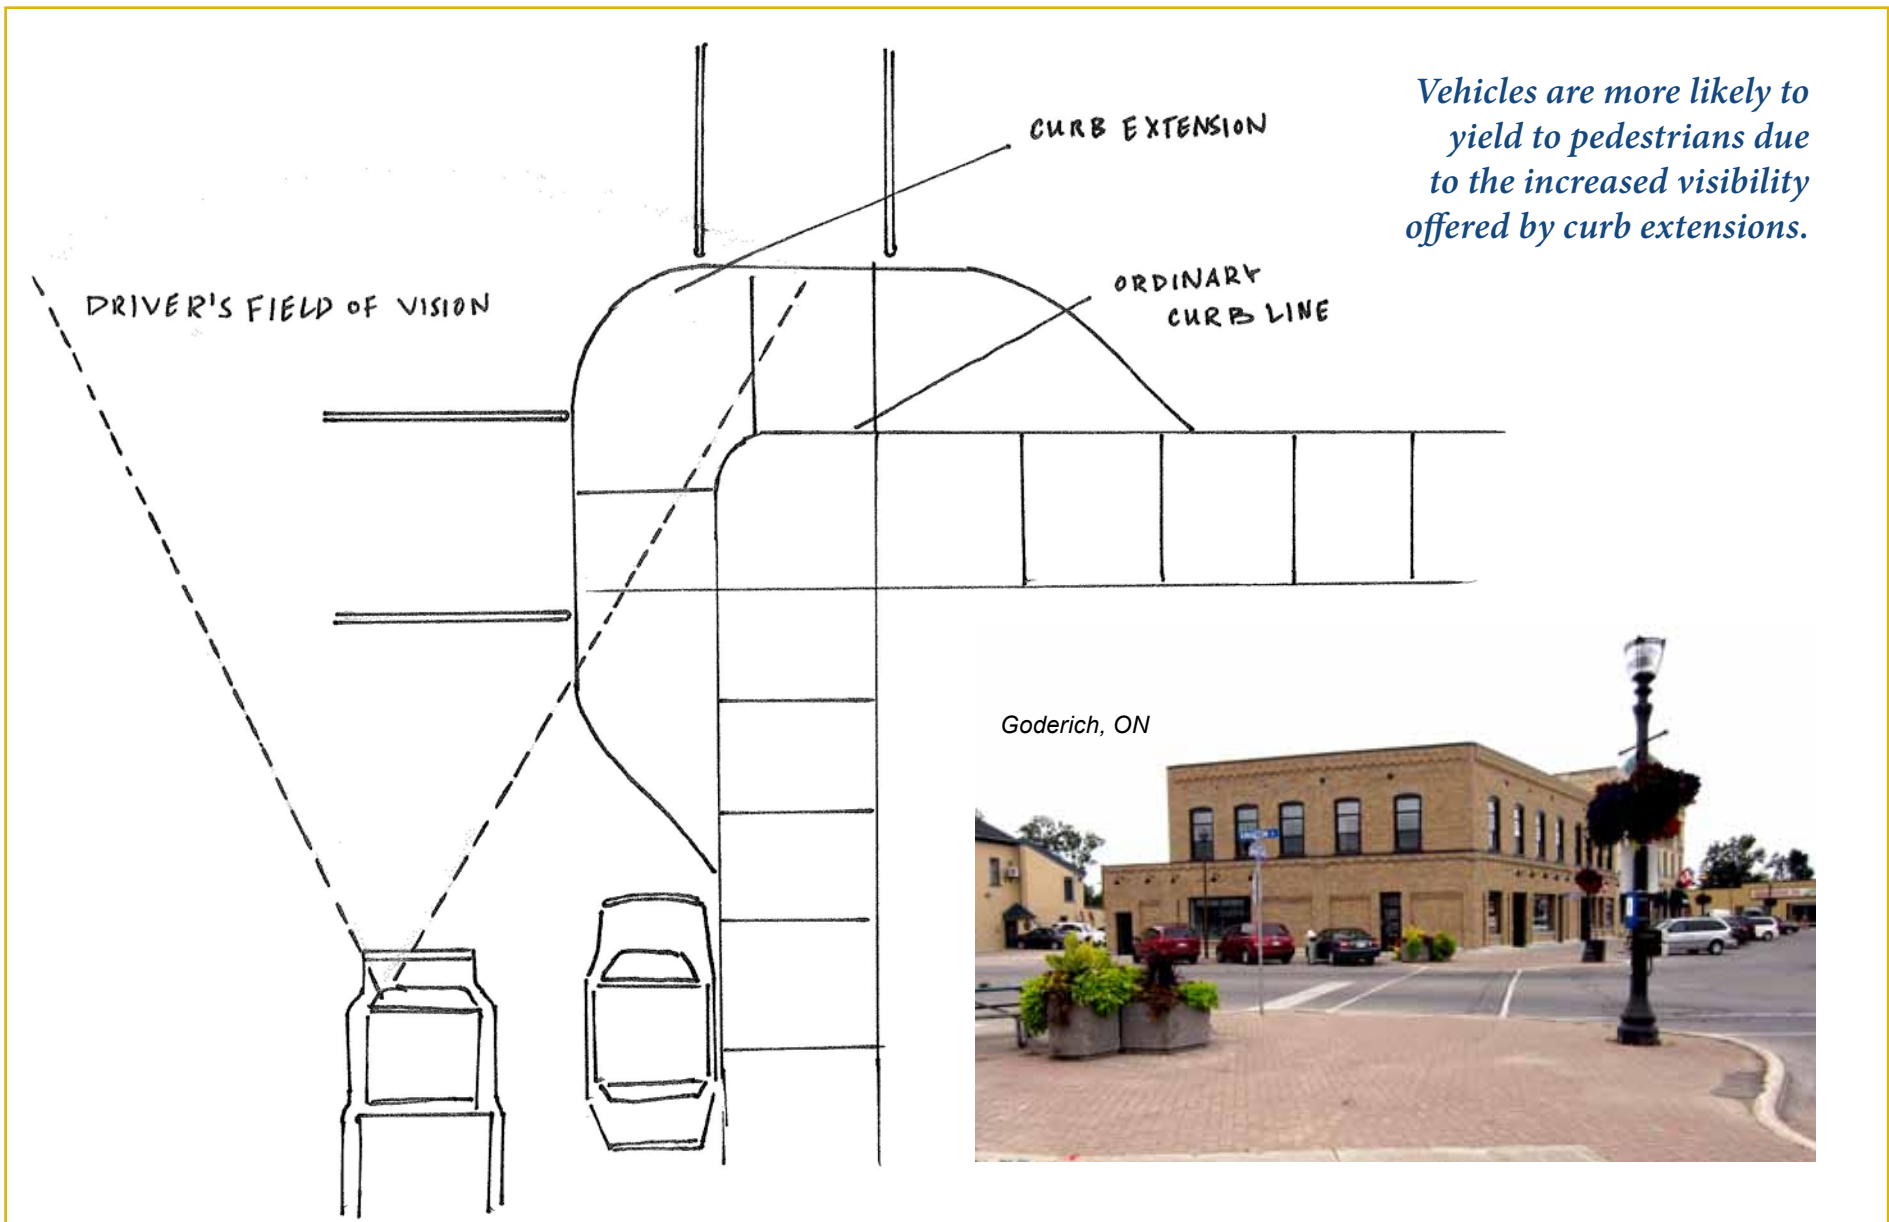 Vehicles are more likely to
yield to pedestrians due
to the increased visibility
offered by curb extensions.
CURB EXTENSION
ORDINARY
CURB LINE
DRIVER'S FIELD OF VISION
Goderich, ON